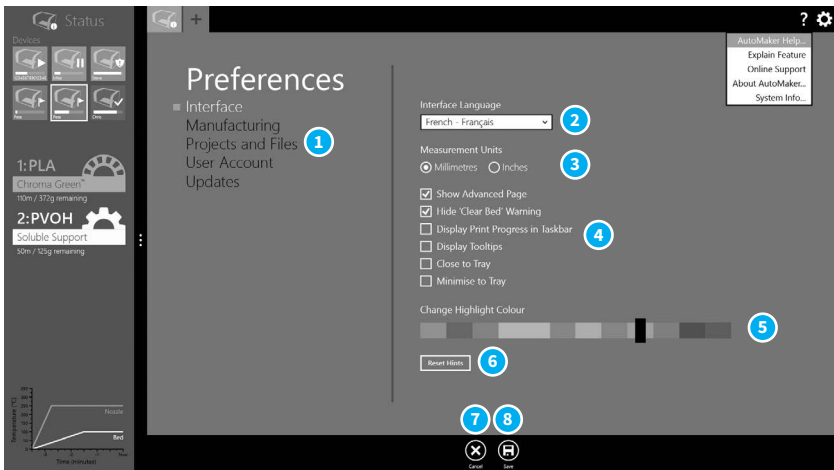 Status
Devices
+
?
AutoMaker Help...
Explain Feature
Online Support
About AutoMaker...
System Info...
Preferences
Interface
Manufacturing
Projects and Files
User Account
Updates
1
Interface Language
French - Français
2
Measurement Units
Millimetres
Inches
3
Show Advanced Page
Hide 'Clear Bed' Warning
Display Print Progress in Taskbar
Display Tooltips
Close to Tray
Minimise to Tray
4
Change Highlight Colour
5
Reset Hints
6
1:PLA
Chroma Green™
110m / 372g remaining
2:PVOH
Soluble Support
50m / 125g remaining
Temperature (°C)
Nozzle
Bed
Time (minutes)
Now
7
8
Cancel
Save